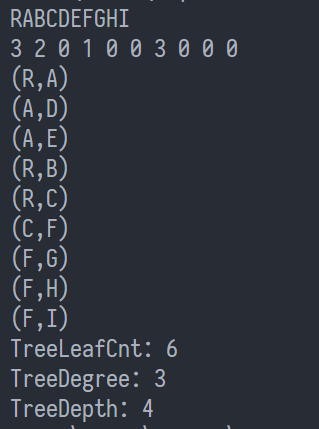 RABCDEFGHI
3 2 0 1 0 0 3 0 0 0
(R,A)
(A,D)
(A,E)
(R,B)
(R,C)
(C,F)
(F,G)
(F,H)
(F,I)
TreeLeafCnt: 6
TreeDegree: 3
TreeDepth: 4